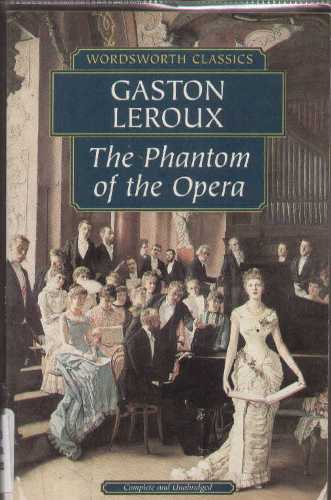 WORDSWORTH CLASSICS
GASTON
LEROUX
The Phantom
of the Opera
Complete and Unabridged